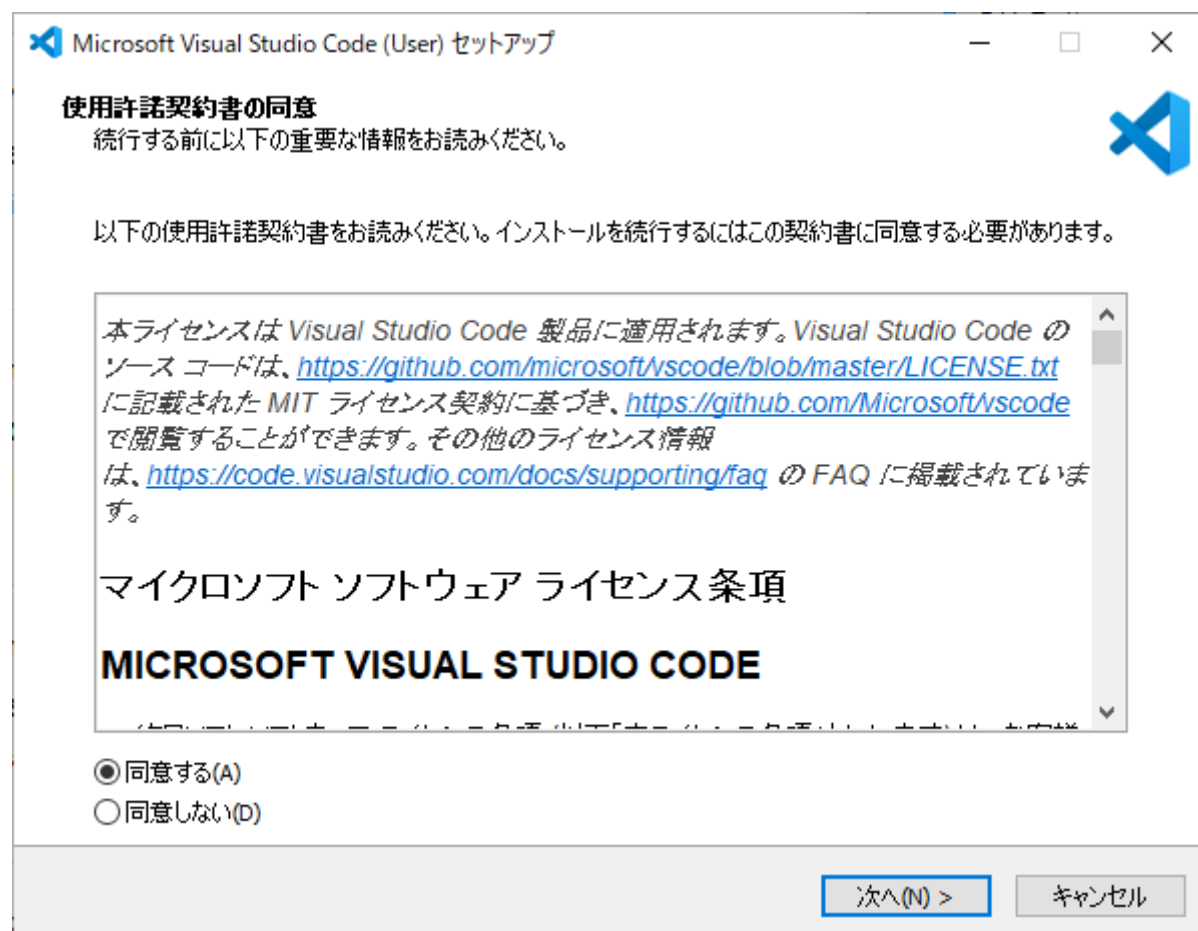 Microsoft Visual Studio Code (User) セットアップ
使用許諾契約書の同意
続行する前に以下の重要な情報をお読みください。
以下の使用許諾契約書をお読みください。インストールを続行するにはこの契約書に同意する必要があります。
本ライセンスは Visual Studio Code 製品に適用されます。Visual Studio Code の
ソース コードは、https://github.com/microsoft/vscode/blob/master/LICENSE.txt
に記載された MIT ライセンス契約に基づき、https://github.com/Microsoft/vscode
で閲覧することができます。その他のライセンス情報
は、https://code.visualstudio.com/docs/supporting/faq の FAQ に掲載されていま
す。
マイクロソフト ソフトウェア ライセンス条項
MICROSOFT VISUAL STUDIO CODE
同意する(A)
同意しない(D)
次へ(N) >
キャンセル